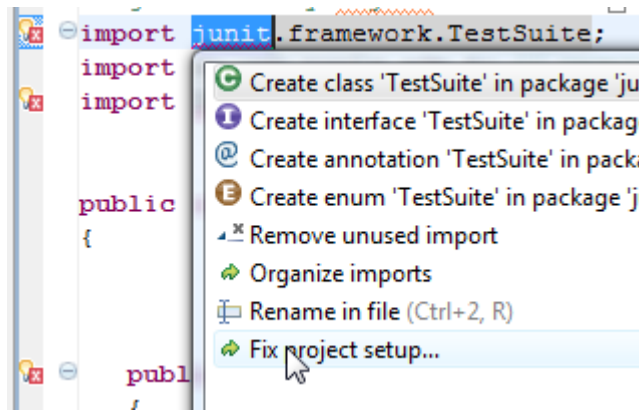 import junit.framework.TestSuite;
import
import
public
{
publ
{
Create class 'TestSuite' in package 'ju
Create interface 'TestSuite' in packag
Create annotation 'TestSuite' in packa
Create enum 'TestSuite' in package 'j
Remove unused import
Organize imports
Rename in file (Ctrl+2, R)
Fix project setup...